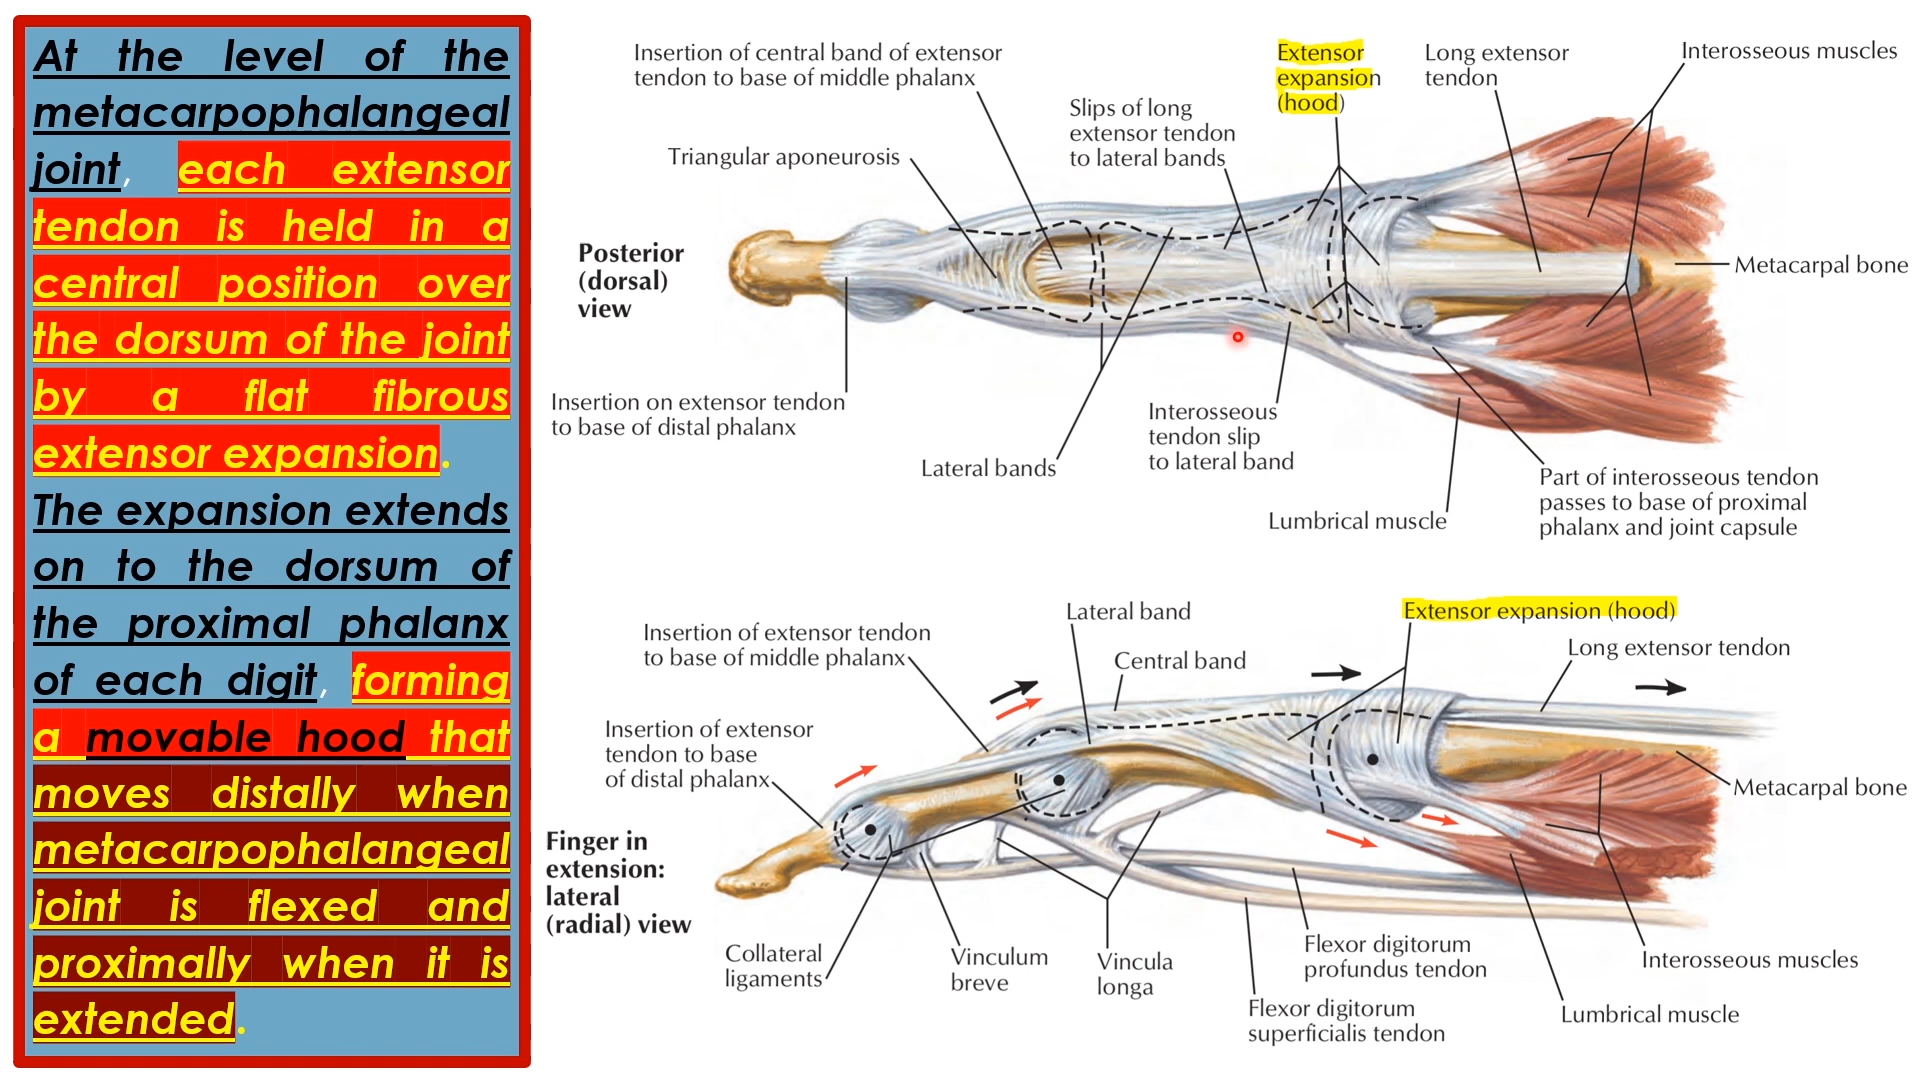 At the level of the
metacarpophalangeal
joint, each extensor
tendon is held in a
central position over
the dorsum of the joint
by a flat fibrous
extensor expansion.
The expansion extends
on to the dorsum of
the proximal phalanx
of each digit, forming
a movable hood that
moves distally when
metacarpophalangeal
joint is flexed and
proximally when it is
extended.
Insertion of central band of extensor
tendon to base of middle phalanx
Extensor
expansion
(hood)
Long extensor
tendon
Interosseous muscles
Slips of long
extensor tendon
to lateral bands
Triangular aponeurosis
Posterior
(dorsal)
view
Metacarpal bone
Insertion on extensor tendon
to base of distal phalanx
Lateral bands
Interosseous
tendon slip
to lateral band
Lumbrical muscle
Part of interosseous tendon
passes to base of proximal
phalanx and joint capsule
Insertion of extensor tendon
to base of middle phalanx
Lateral band
Central band
Extensor expansion (hood)
Long extensor tendon
Insertion of extensor
tendon to base
of distal phalanx
Metacarpal bone
Finger in
extension:
lateral
(radial) view
Collateral
ligaments
Vinculum
breve
Vincula
longa
Flexor digitorum
profundus tendon
Flexor digitorum
superficialis tendon
Interosseous muscles
Lumbrical muscle